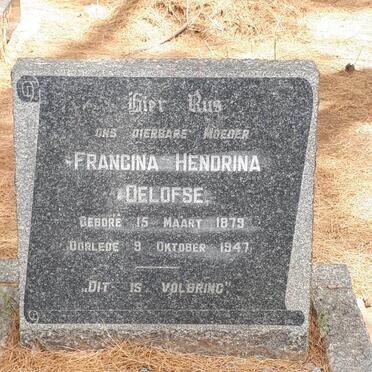 Hier Rus
ONS DIERBARE MOEDER
FRANCINA HENDRINA
OELOFSE
GEBORE 15 MAART 1879
OORLEDE 9 OKTOBER 1947
„DIT IS VOLBRING"